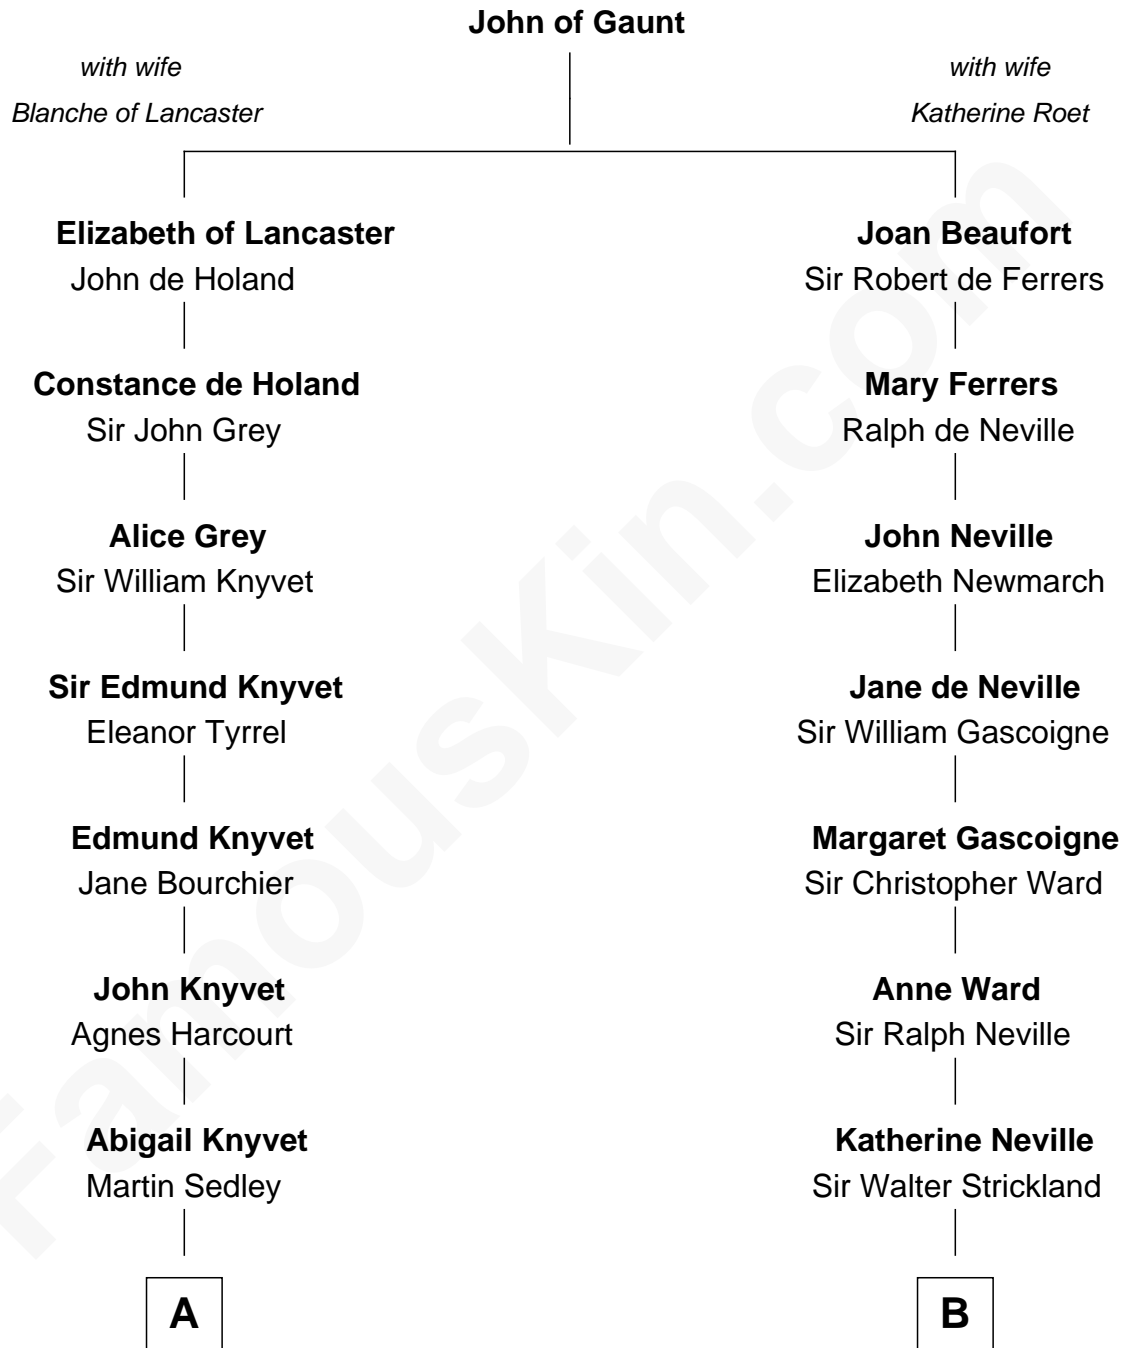 John of Gaunt
with wife
Blanche of Lancaster
with wife
Katherine Roet
Elizabeth of Lancaster
John de Holand
Joan Beaufort
Sir Robert de Ferrers
Constance de Holand
Sir John Grey
Mary Ferrers
Ralph de Neville
Alice Grey
Sir William Knyvet
John Neville
Elizabeth Newmarch
Sir Edmund Knyvet
Eleanor Tyrrel
Jane de Neville
Sir William Gascoigne
Edmund Knyvet
Jane Bourchier
Margaret Gascoigne
Sir Christopher Ward
John Knyvet
Agnes Harcourt
Anne Ward
Sir Ralph Neville
Abigail Knyvet
Martin Sedley
Katherine Neville
Sir Walter Strickland
A
B
FamousKin.com